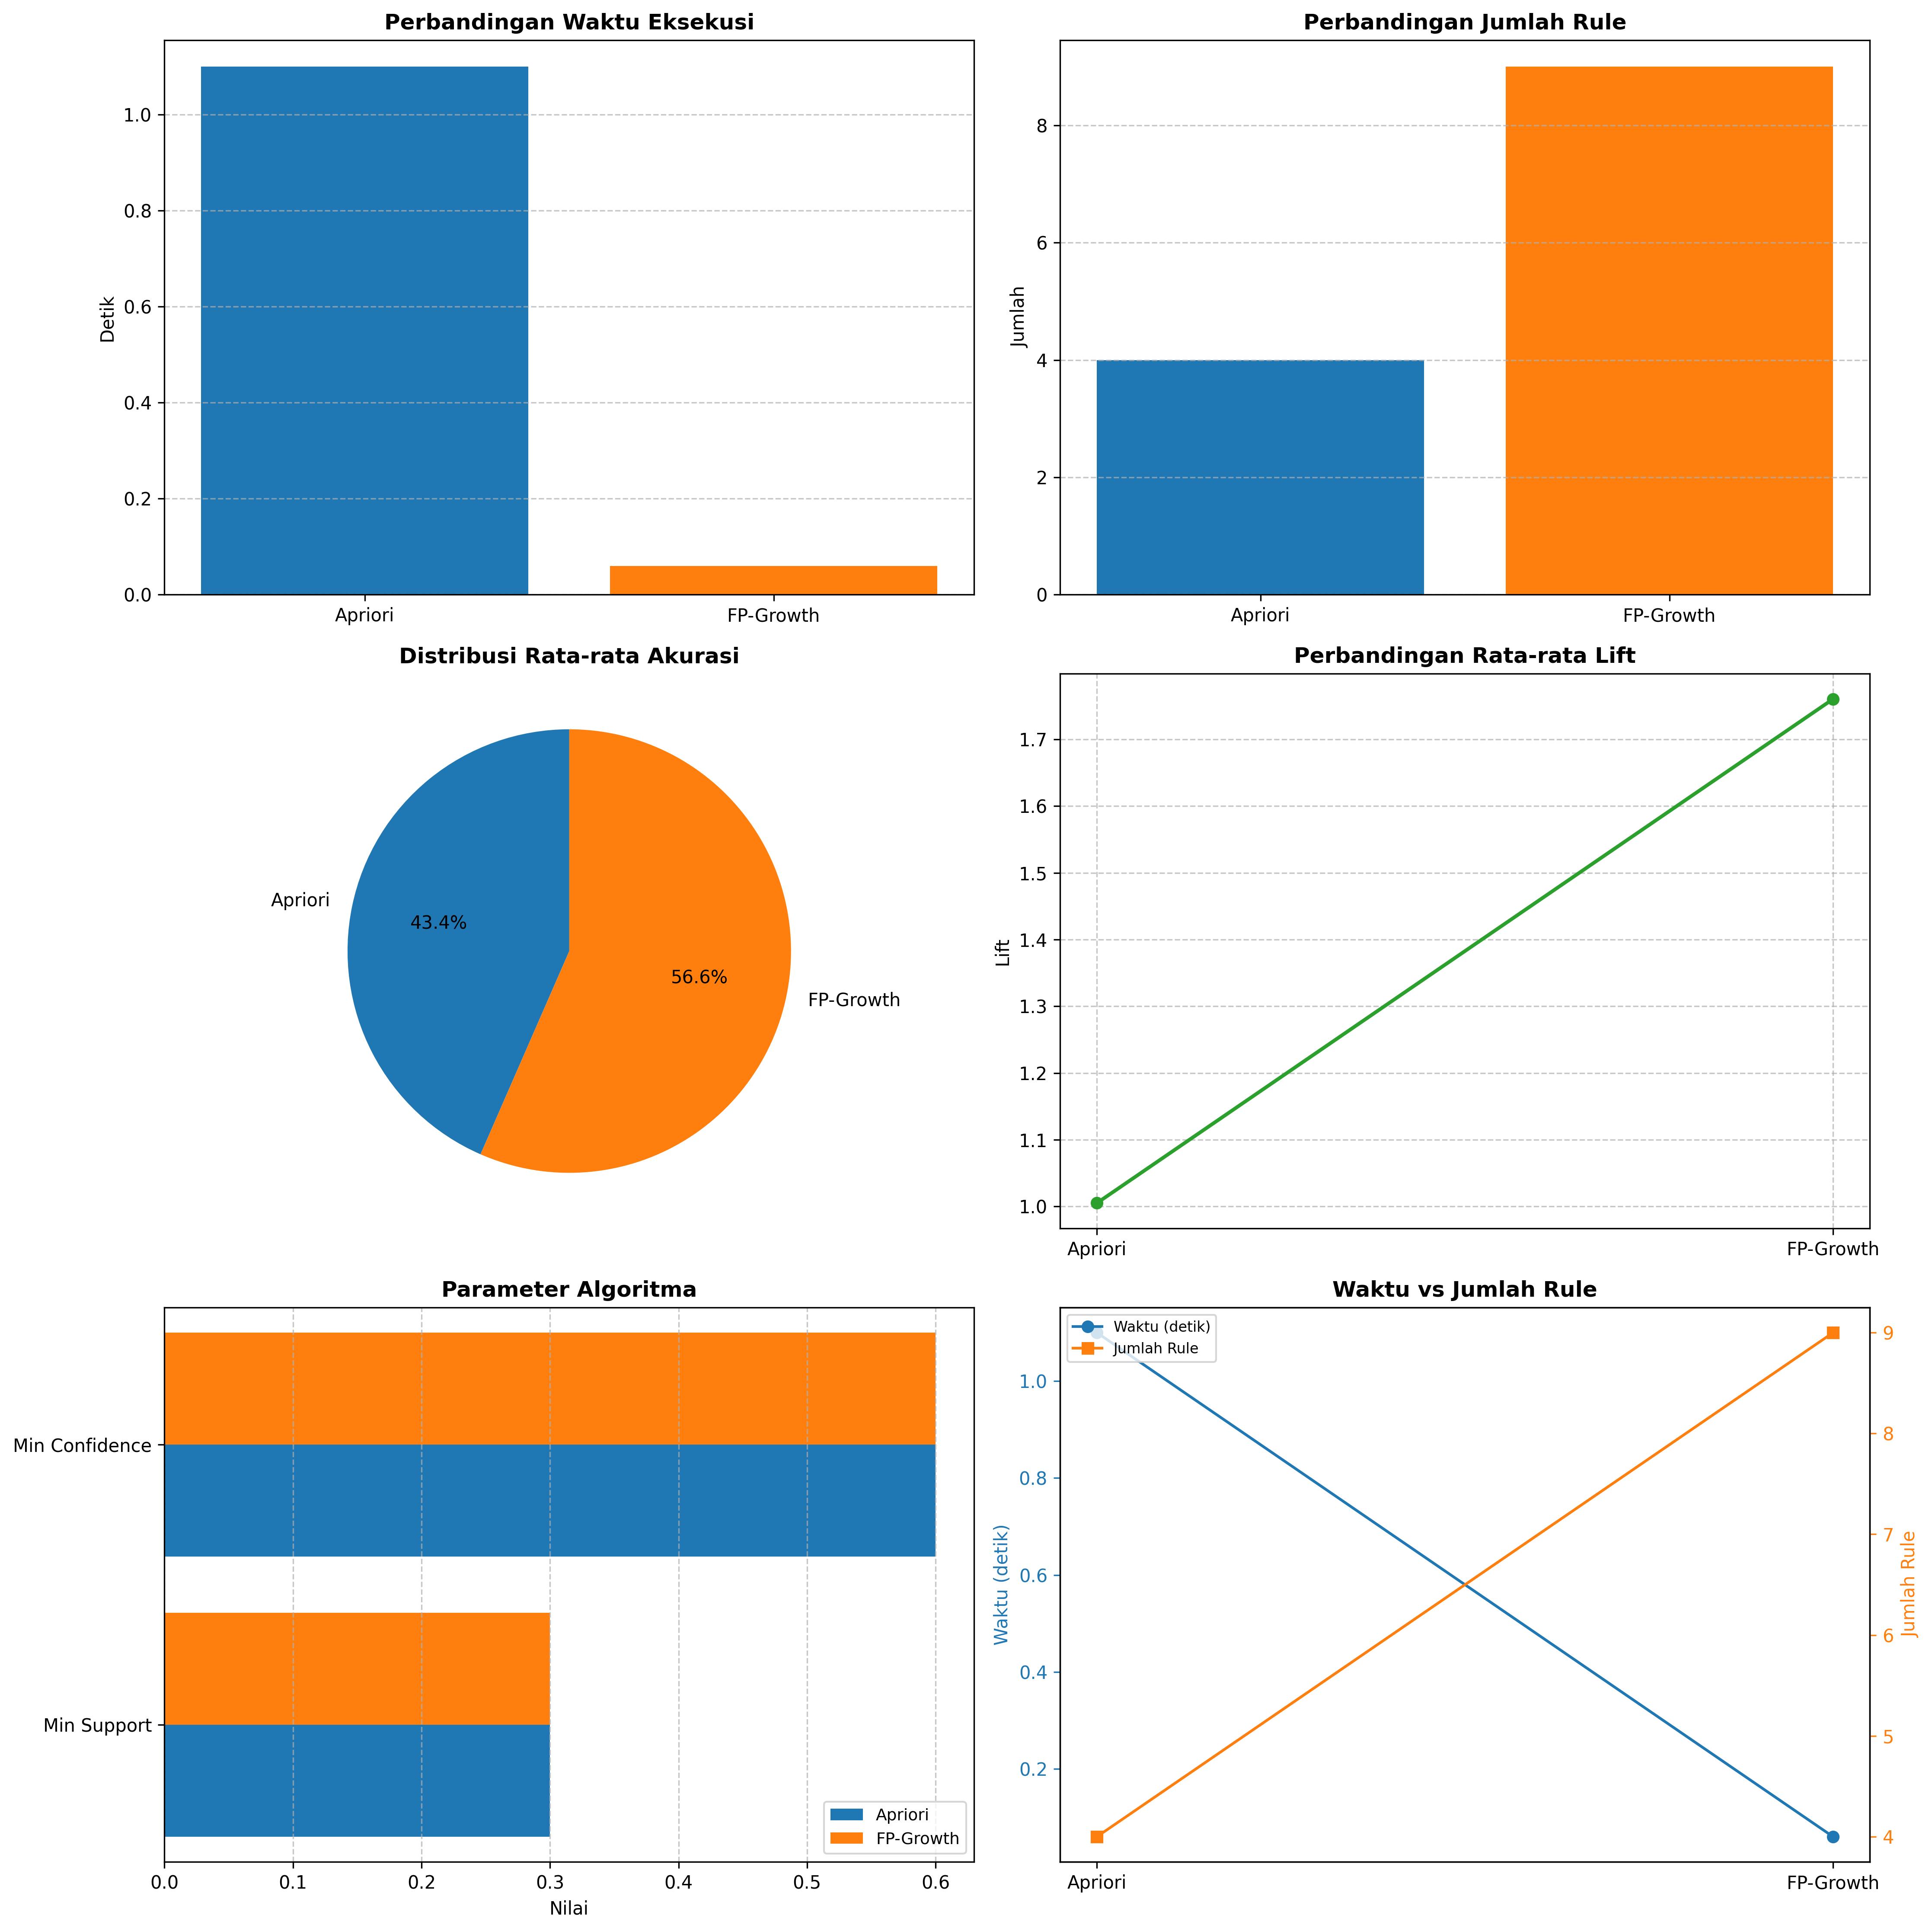 Perbandingan Waktu Eksekusi
Detik
1.0
0.8
0.6
0.4
0.2
0.0
Apriori
FP-Growth
Perbandingan Jumlah Rule
Jumlah
8
6
4
2
0
Apriori
FP-Growth
Distribusi Rata-rata Akurasi
Apriori
43.4%
56.6%
FP-Growth
Perbandingan Rata-rata Lift
Lift
1.7
1.6
1.5
1.4
1.3
1.2
1.1
1.0
Apriori
FP-Growth
Parameter Algoritma
Min Confidence
Min Support
Apriori
FP-Growth
0.0 0.1 0.2 0.3 0.4 0.5 0.6
Nilai
Waktu vs Jumlah Rule
Waktu (detik)
Jumlah Rule
Waktu (detik)
1.0
0.8
0.6
0.4
0.2
9
8
7
6
5
4
Jumlah Rule
Apriori
FP-Growth